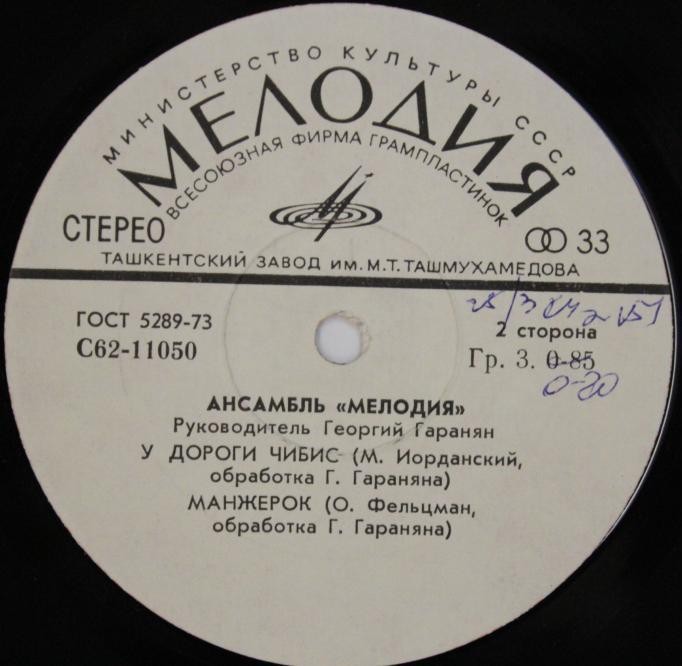 МИНИСТЕРСТВО КУЛЬТУРЫ СССР
МЕЛОДИЯ
ВСЕСОЮЗНАЯ ФИРМА ГРАМПЛАСТИНОК
СТЕРЕО
33
ТАШКЕНТСКИЙ ЗАВОД ИМ. М.Т. ТАШМУХАМЕДОВА
ГОСТ 5289-73
2 сторона
С62-11050
Гр. 3. 0-85
0-20
АНСАМБЛЬ «МЕЛОДИЯ»
Руководитель Георгий Гаранян
У ДОРОГИ ЧИБИС (М. Иорданский,
обработка Г. Гараняна)
МАНЖЕРОК (О. Фельцман,
обработка Г. Гараняна)